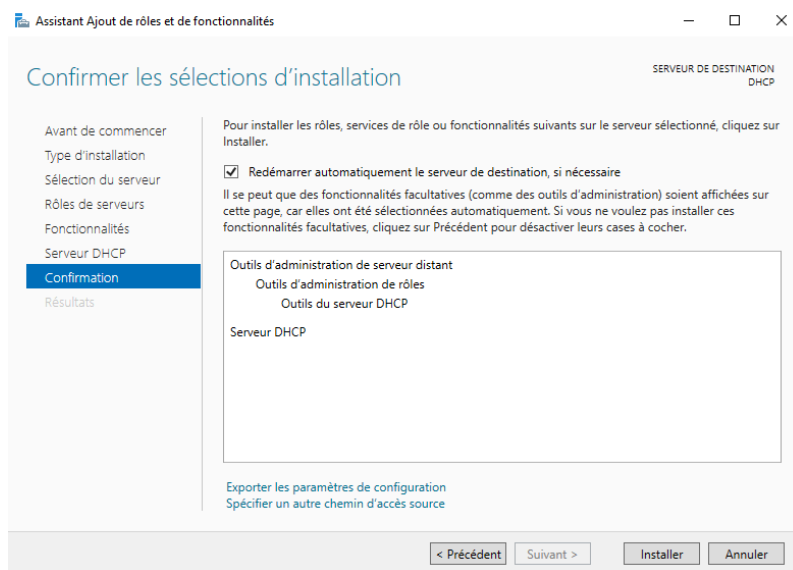 Assistant Ajout de rôles et de fonctionnalités
Confirmer les sélections d'installation
SERVEUR DE DESTINATION
DHCP
Avant de commencer
Type d'installation
Sélection du serveur
Rôles de serveurs
Fonctionnalités
Serveur DHCP
Confirmation
Résultats
Pour installer les rôles, services de rôle ou fonctionnalités suivants sur le serveur sélectionné, cliquez sur
Installer.
Redémarrer automatiquement le serveur de destination, si nécessaire
Il se peut que des fonctionnalités facultatives (comme des outils d'administration) soient affichées sur
cette page, car elles ont été sélectionnées automatiquement. Si vous ne voulez pas installer ces
fonctionnalités facultatives, cliquez sur Précédent pour désactiver leurs cases à cocher.
Outils d'administration de serveur distant
Outils d'administration de rôles
Outils du serveur DHCP
Serveur DHCP
Exporter les paramètres de configuration
Spécifier un autre chemin d'accès source
< Précédent
Suivant >
Installer
Annuler